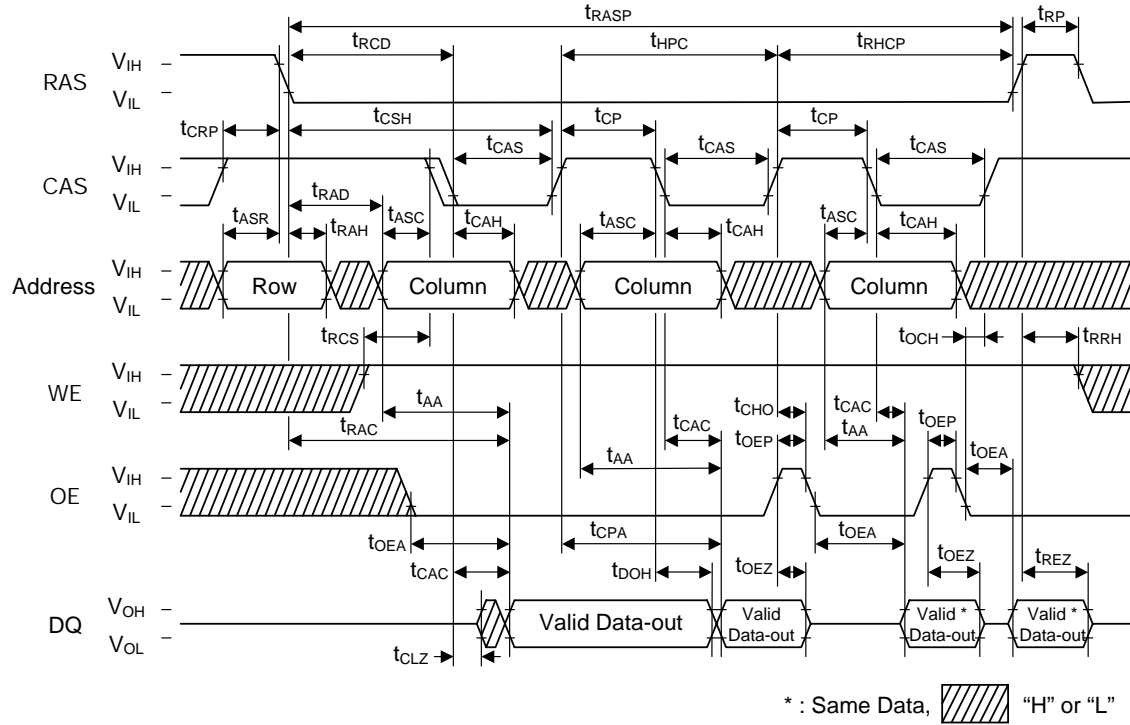 tRASP
tRCD tHPC tRHCP tRP
RAS VIH
VIL
tCRP tCSH tCP tCP
tCAS tCAS tCAS
CAS VIH
VIL
tRAD
tASR tRAH tASC tCAH tASC tCAH tASC tCAH
Address VIH
VIL
Row Column Column Column
tRCS tOCH tRRH
WE VIH
VIL
tAA tCHO tCAC tOEP
tRAC tCAC tOEP tAA tOEA
tAA
OE VIH
VIL
tOEA tCPA tOEA
tCAC tDOH tOEZ tOEZ tREZ
DQ VOH
VOL
Valid Data-out Valid Data-out Valid * Data-out Valid * Data-out
tCLZ
* : Same Data, “H” or “L”